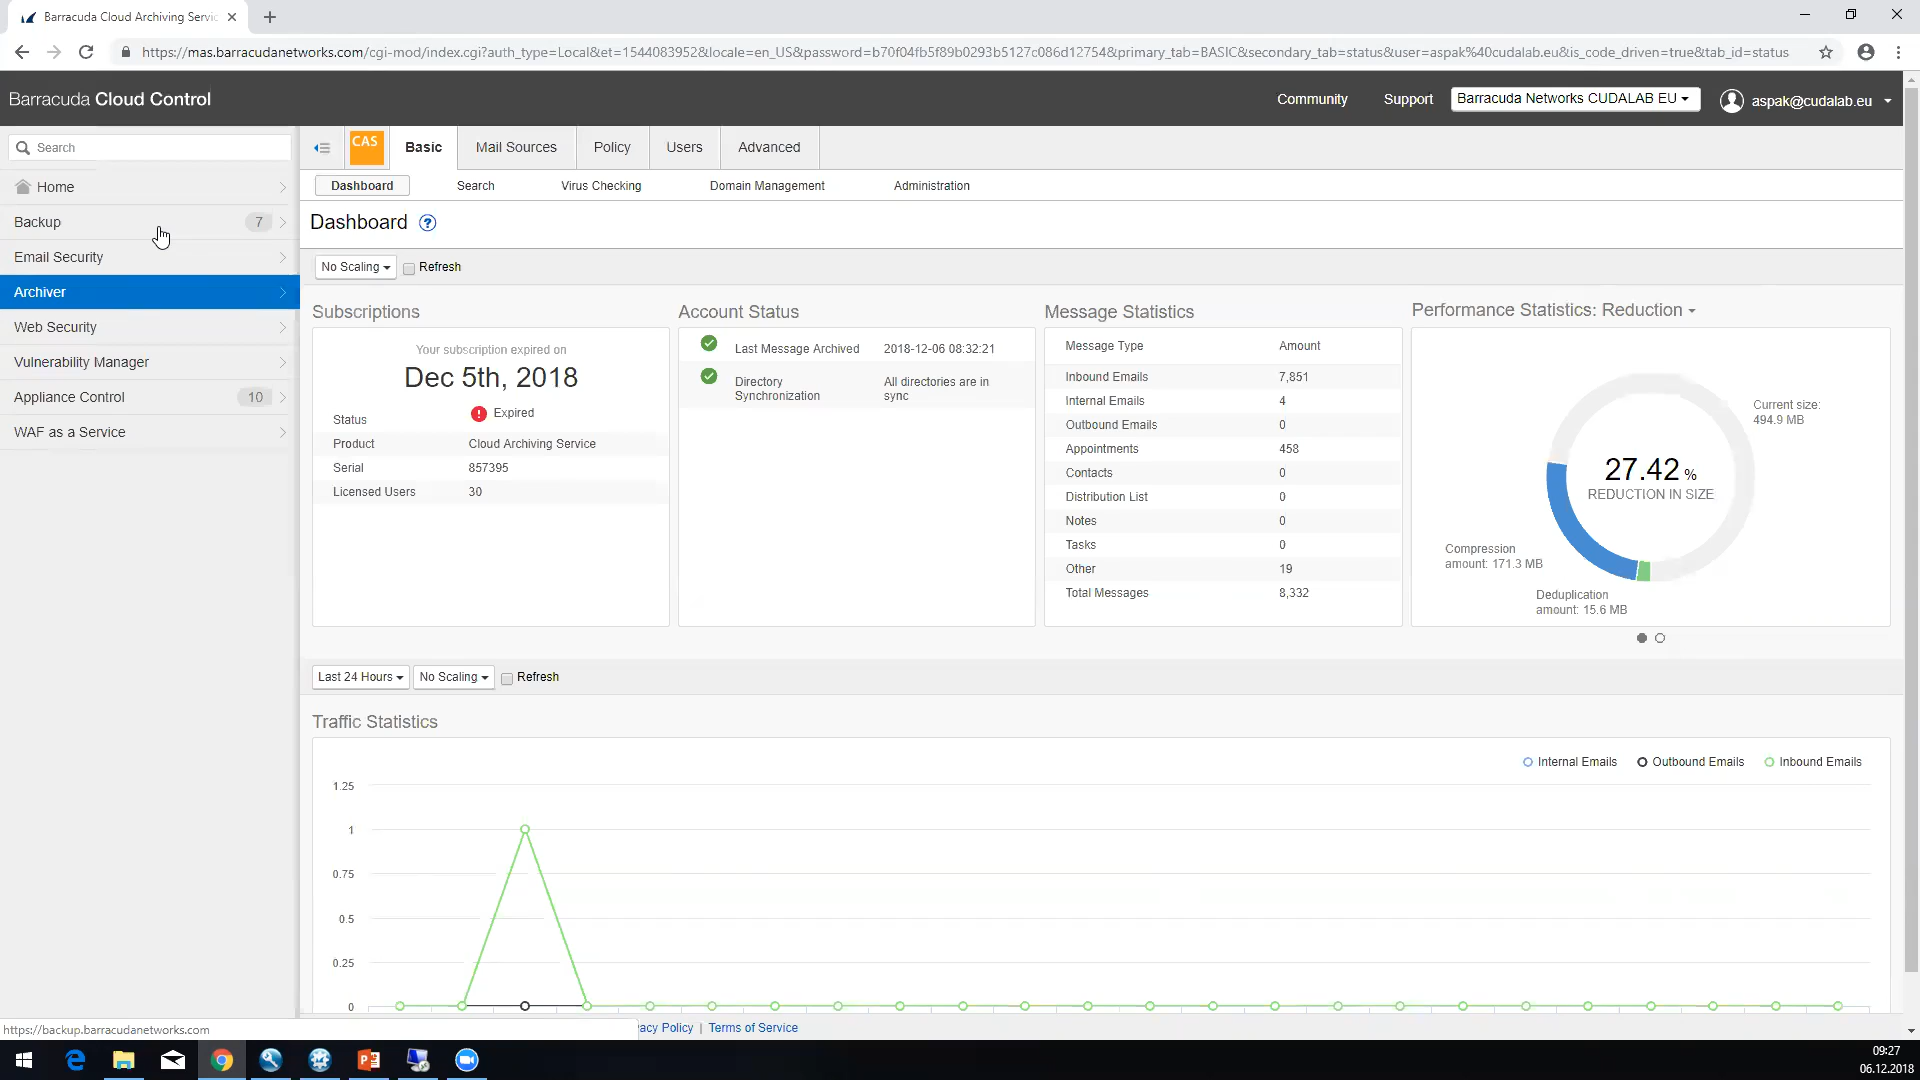 Barracuda Cloud Archiving Servic
https://mas.barracudanetworks.com/cgi-mod/index.cgi?auth_type=Local&et=1544083952&locale=en_US&password=b70f04fb5f89b0293b5127c086d12754&primary_tab=BASIC&secondary_tab=status&user=aspak%40cudalab.eu&is_code_driven=true&tab_id=status
Barracuda Cloud Control
Community
Support
Barracuda Networks CUDALAB EU
aspak@cudalab.eu
Search
Home
Backup 7
Email Security
Archiver
Web Security
Vulnerability Manager
Appliance Control 10
WAF as a Service
CAS
Basic
Mail Sources
Policy
Users
Advanced
Dashboard
Search
Virus Checking
Domain Management
Administration
Dashboard ?
No Scaling
Refresh
Subscriptions
Your subscription expired on
Dec 5th, 2018
Status ! Expired
Product Cloud Archiving Service
Serial 857395
Licensed Users 30
Account Status
Last Message Archived 2018-12-06 08:32:21
Directory All directories are in
Synchronization sync
Message Statistics
Message Type Amount
Inbound Emails 7,851
Internal Emails 4
Outbound Emails 0
Appointments 458
Contacts 0
Distribution List 0
Notes 0
Tasks 0
Other 19
Total Messages 8,332
Performance Statistics: Reduction
Current size:
494.9 MB
27.42 %
REDUCTION IN SIZE
Compression
amount: 171.3 MB
Deduplication
amount: 15.6 MB
Last 24 Hours
No Scaling
Refresh
Traffic Statistics
Internal Emails
Outbound Emails
Inbound Emails
1.25
1
0.75
0.5
0.25
0
https://backup.barracudanetworks.com
vacy Policy | Terms of Service
09:27
06.12.2018